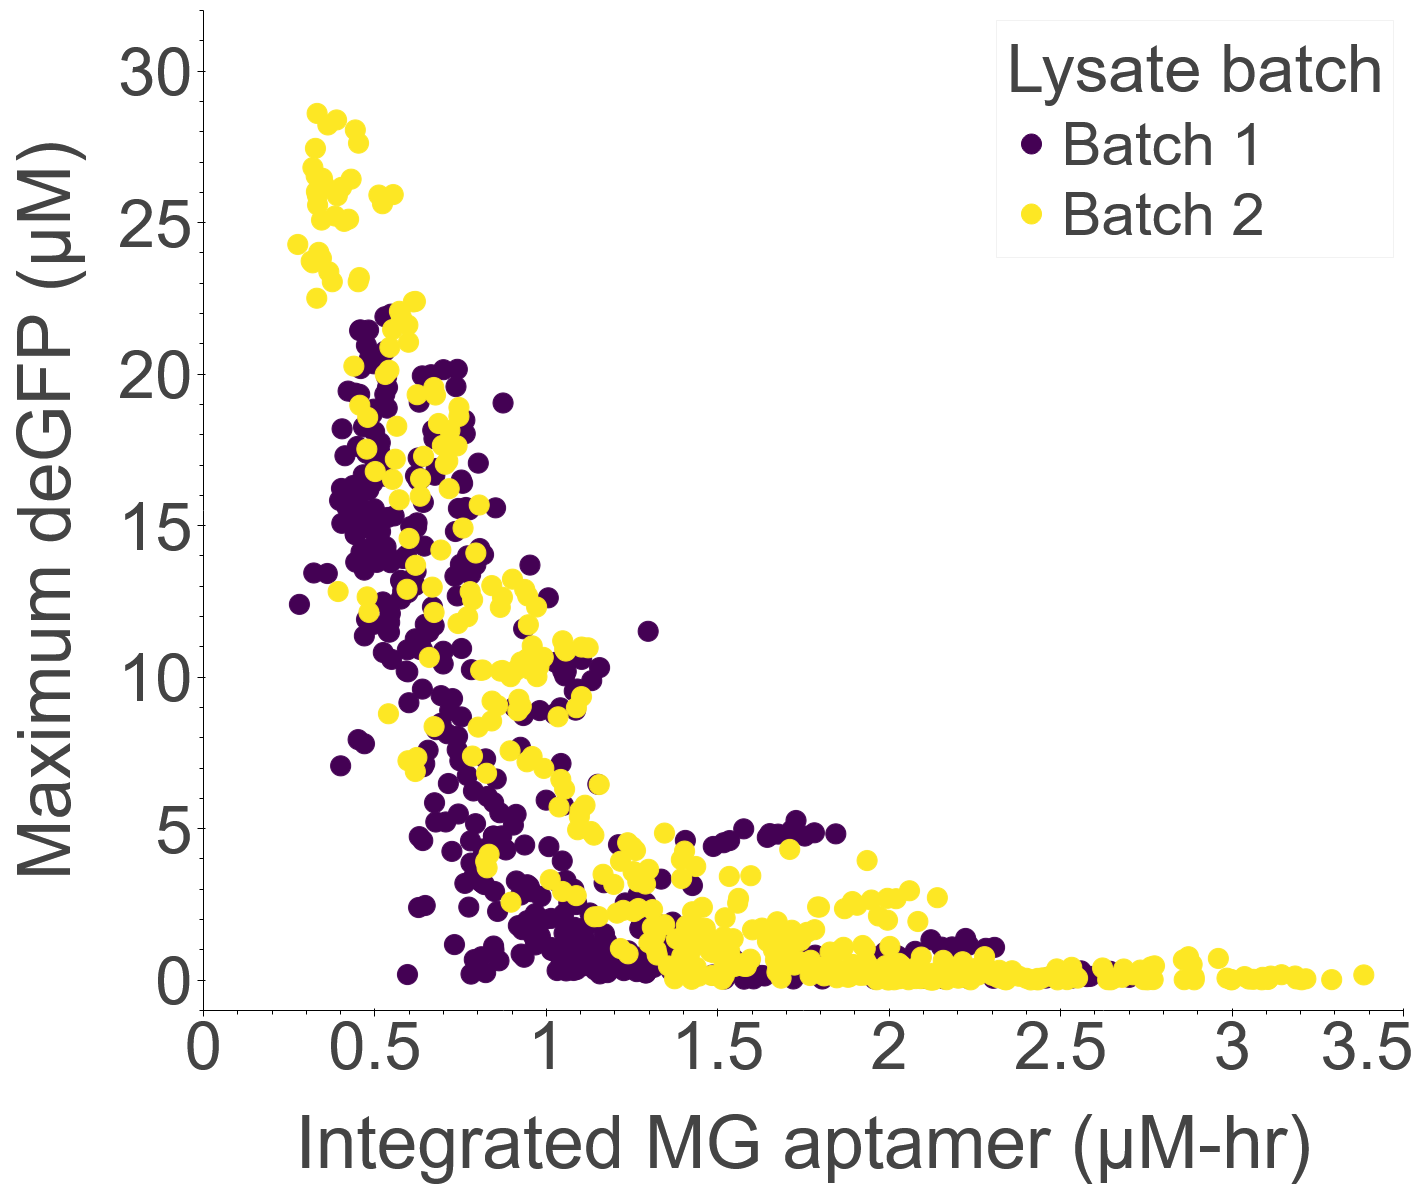 Maximum deGFP (μM)
30
25
20
15
10
5
0
Lysate batch
Batch 1
Batch 2
0 0.5 1 1.5 2 2.5 3 3.5
Integrated MG aptamer (μM-hr)